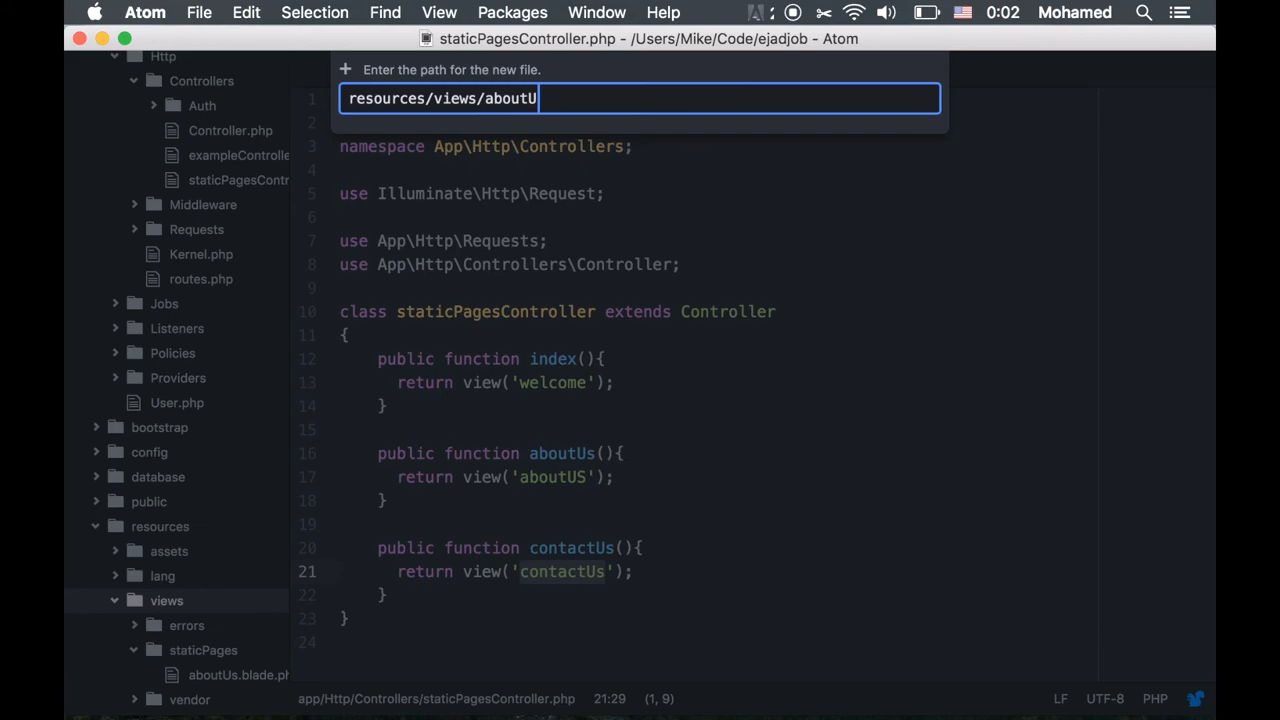 Atom File Edit Selection Find View Packages Window Help 0:02 Mohamed
staticPagesController.php - /Users/Mike/Code/ejadjob - Atom
Http
Controllers
Auth
Controller.php
exampleControlle
staticPagesContr
Middleware
Requests
Kernel.php
routes.php
Jobs
Listeners
Policies
Providers
User.php
bootstrap
config
database
public
resources
assets
lang
views
errors
staticPages
aboutUs.blade.ph
vendor
+ Enter the path for the new file.
resources/views/aboutU
1
2
3 namespace App\Http\Controllers;
4
5 use Illuminate\Http\Request;
6
7 use App\Http\Requests;
8 use App\Http\Controllers\Controller;
9
10 class staticPagesController extends Controller
11 {
12 public function index(){
13 return view('welcome');
14 }
15
16 public function aboutUs(){
17 return view('aboutUS');
18 }
19
20 public function contactUs(){
21 return view('contactUs');
22 }
23 }
24
app/Http/Controllers/staticPagesController.php 21:29 (1, 9) LF UTF-8 PHP